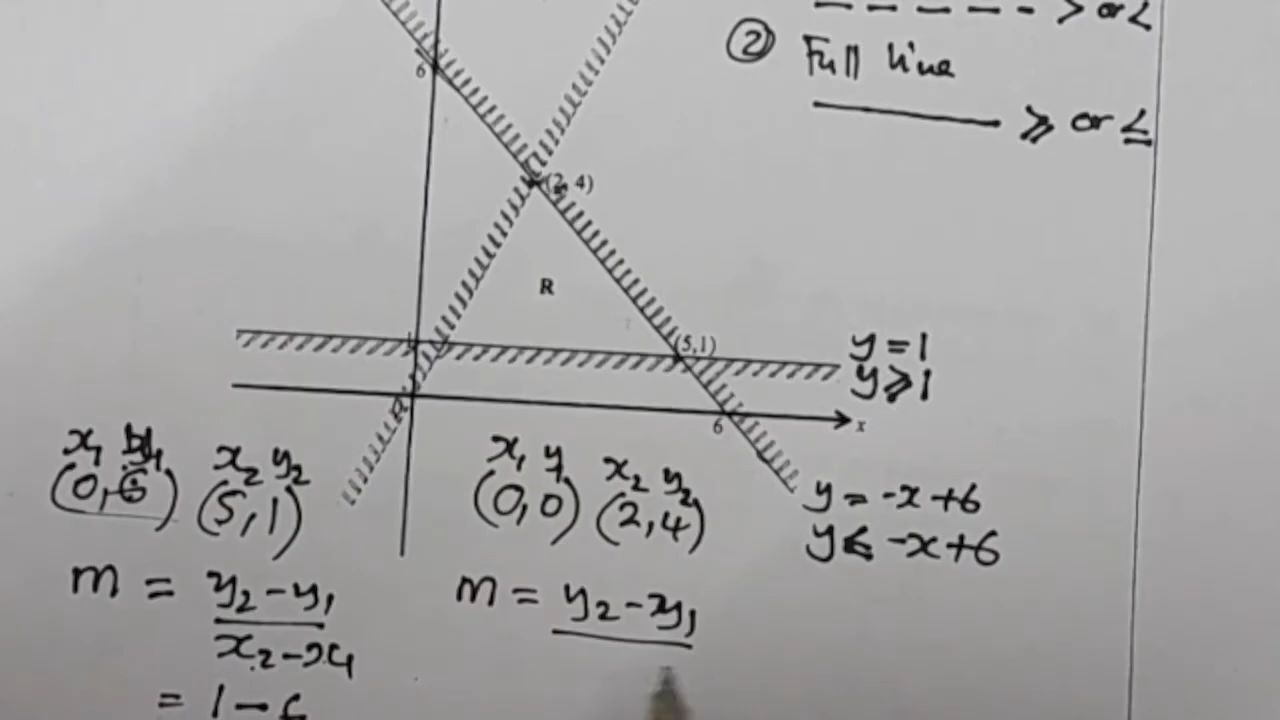 > or <
② Full line
≥ or ≤
6
(2, 4)
R
(5,1)
y = 1
y ≥ 1
x
6
x₁ y₁ x₂ y₂
(0, 6) (5, 1)
x₁ y x₂ y₂
(0, 0) (2, 4)
y = -x + 6
y ≤ -x + 6
m = y₂ - y₁
x₂ - x₁
= 1 - 6
m = y₂ - y₁